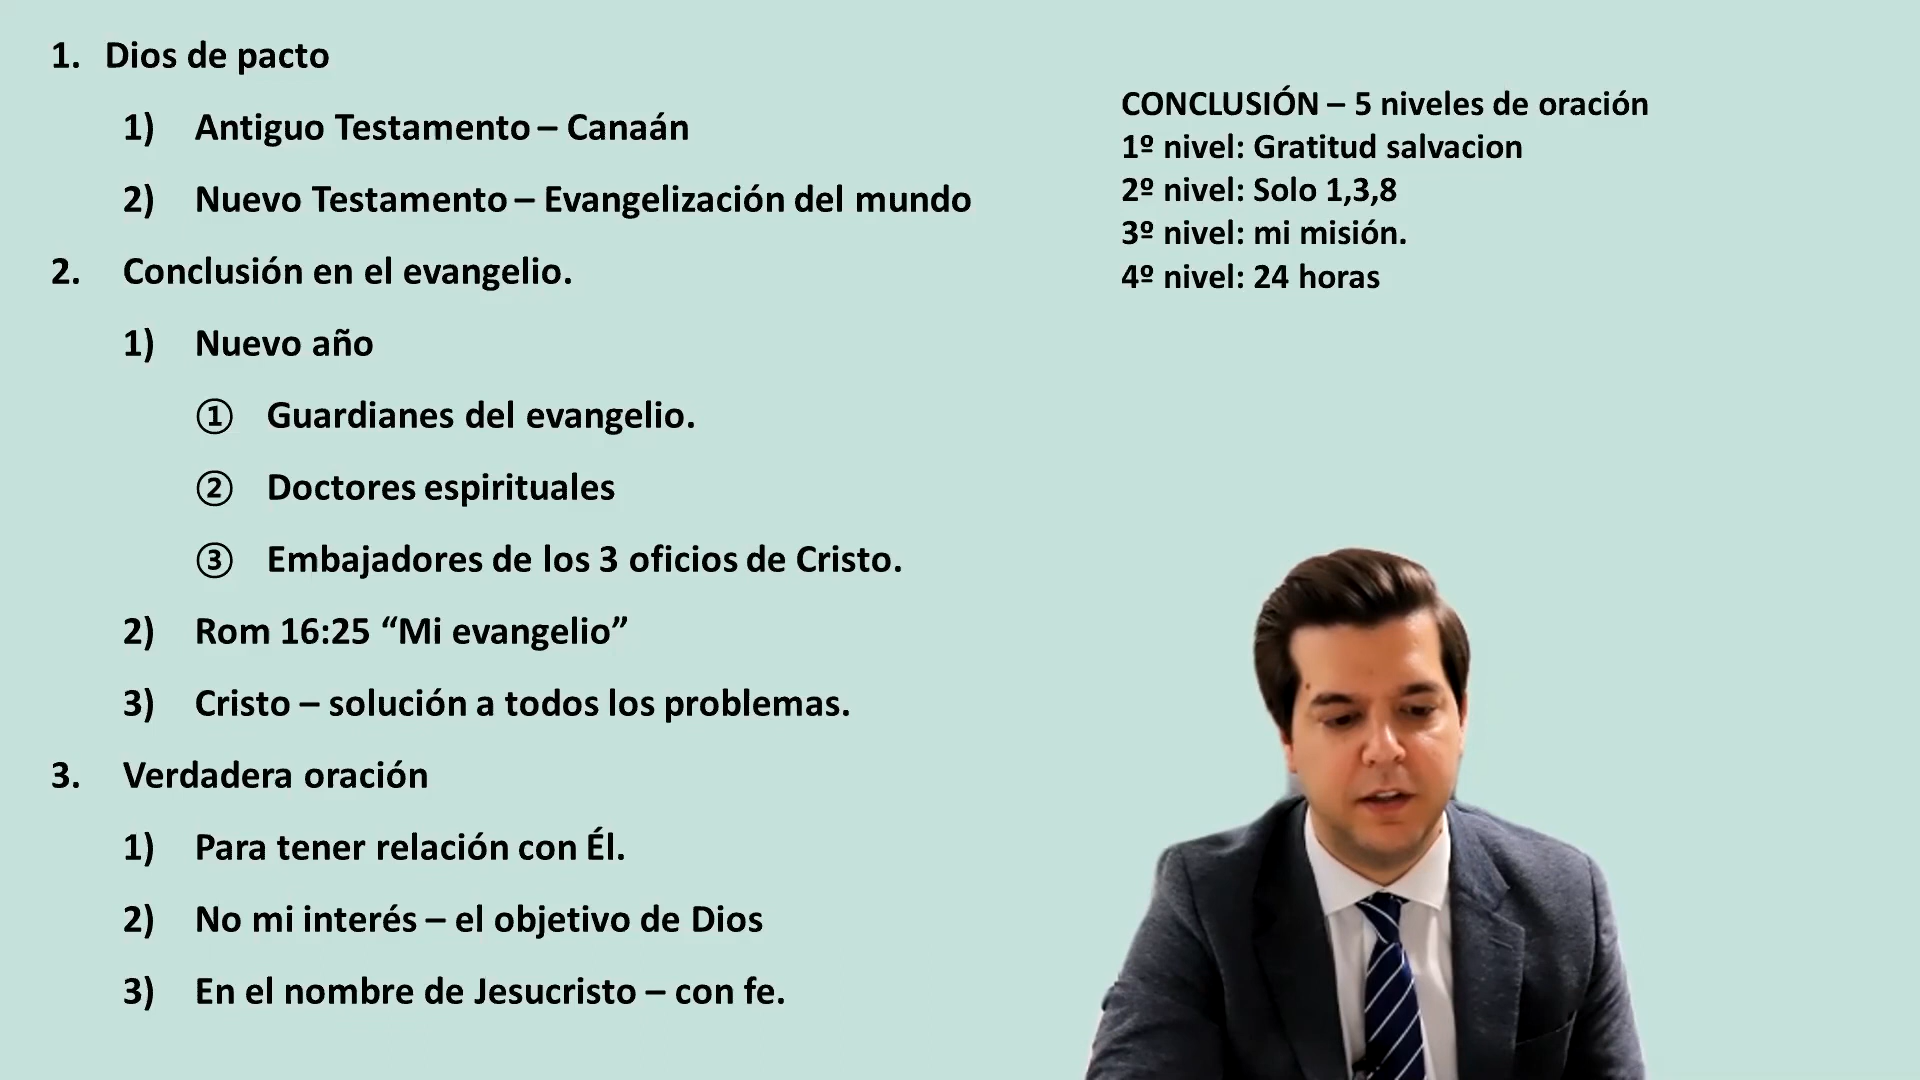 1. Dios de pacto
1) Antiguo Testamento – Canaán
2) Nuevo Testamento – Evangelización del mundo
2. Conclusión en el evangelio.
1) Nuevo año
① Guardianes del evangelio.
② Doctores espirituales
③ Embajadores de los 3 oficios de Cristo.
2) Rom 16:25 “Mi evangelio”
3) Cristo – solución a todos los problemas.
3. Verdadera oración
1) Para tener relación con Él.
2) No mi interés – el objetivo de Dios
3) En el nombre de Jesucristo – con fe.
CONCLUSIÓN – 5 niveles de oración
1º nivel: Gratitud salvacion
2º nivel: Solo 1,3,8
3º nivel: mi misión.
4º nivel: 24 horas